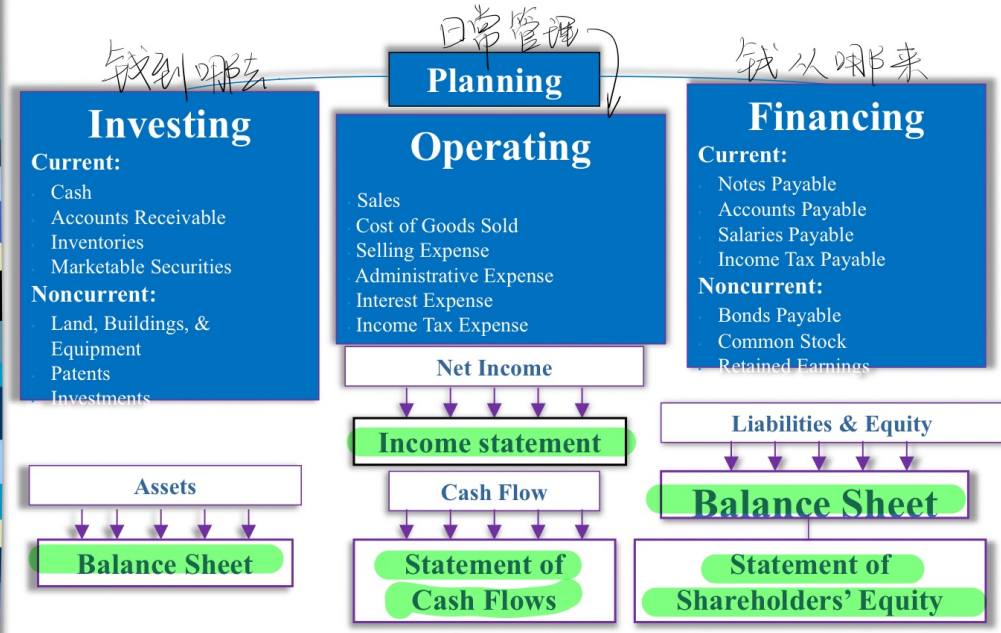 钱到哪去
日常管理
钱从哪来
Planning
Investing
Current:
Cash
Accounts Receivable
Inventories
Marketable Securities
Noncurrent:
Land, Buildings, &
Equipment
Patents
Investments
Assets
Balance Sheet
Operating
Sales
Cost of Goods Sold
Selling Expense
Administrative Expense
Interest Expense
Income Tax Expense
Net Income
Income statement
Cash Flow
Statement of
Cash Flows
Financing
Current:
Notes Payable
Accounts Payable
Salaries Payable
Income Tax Payable
Noncurrent:
Bonds Payable
Common Stock
Retained Earnings
Liabilities & Equity
Balance Sheet
Statement of
Shareholders’ Equity